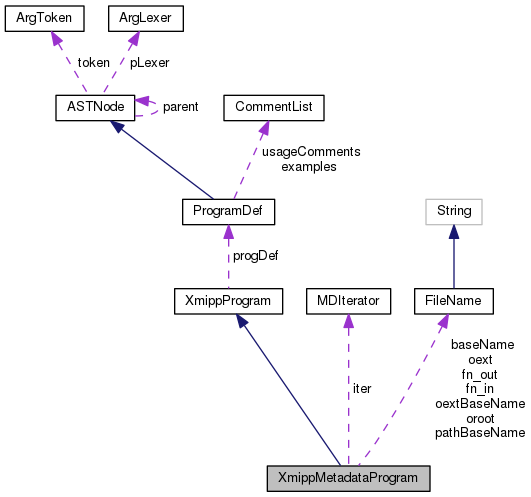 ArgToken
ArgLexer
token
pLexer
ASTNode
parent
CommentList
usageComments
examples
ProgramDef
String
progDef
XmippProgram
MDIterator
FileName
baseName
oext
fn_out
fn_in
oextBaseName
oroot
pathBaseName
iter
XmippMetadataProgram